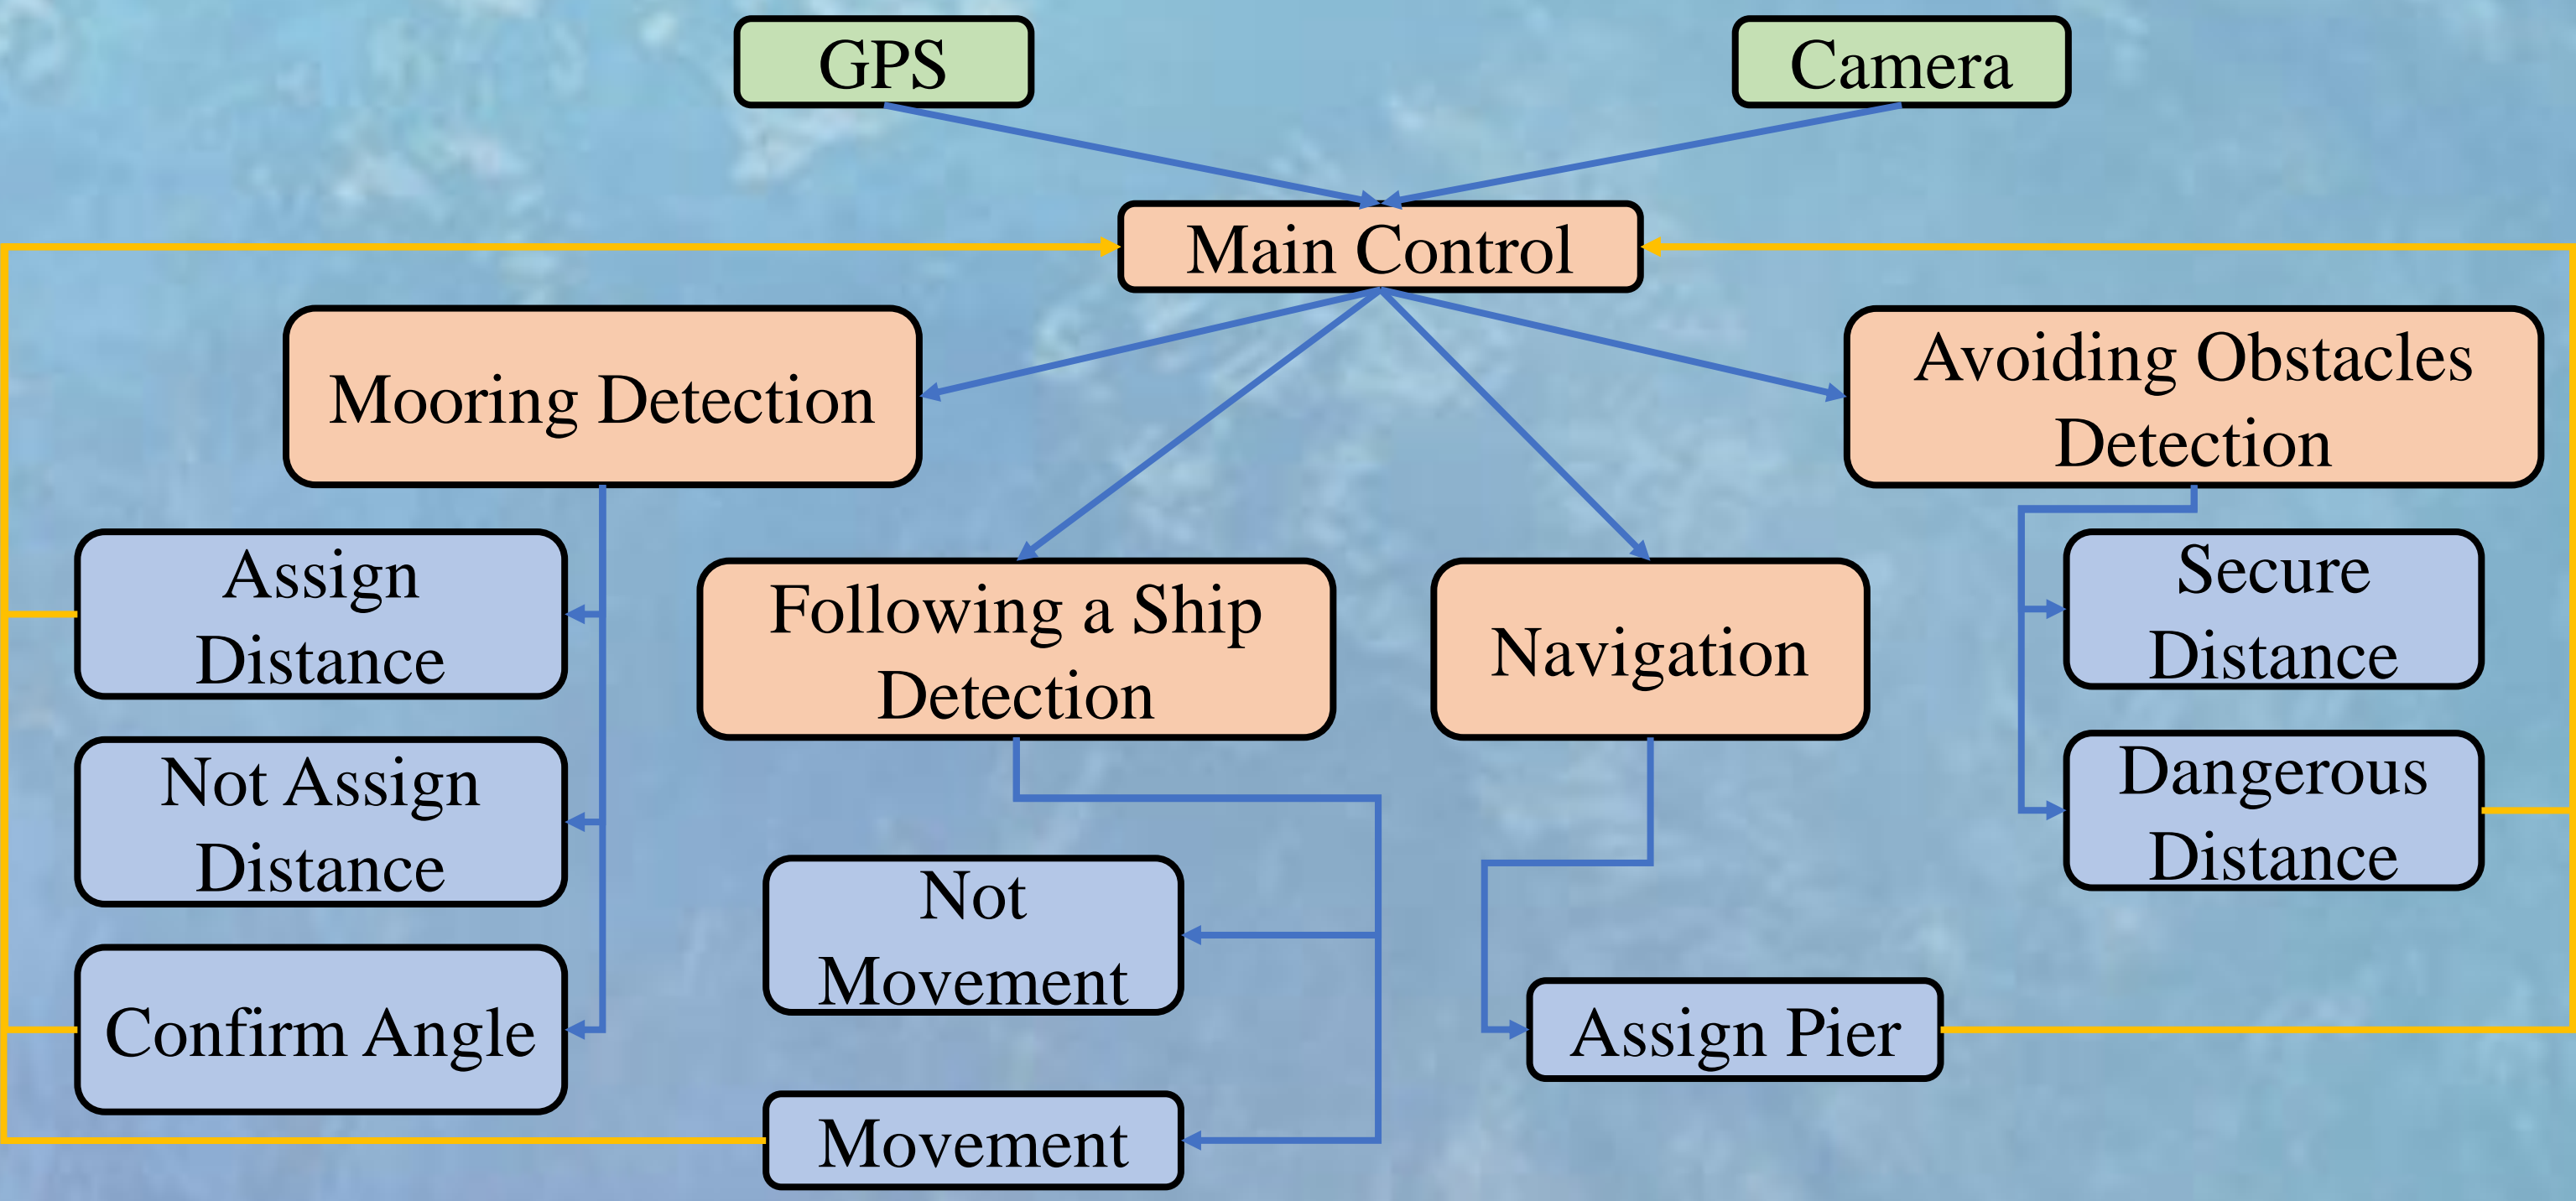 GPS
Camera
Main Control
Mooring Detection
Avoiding Obstacles
Detection
Assign
Distance
Following a Ship
Detection
Navigation
Secure
Distance
Not Assign
Distance
Dangerous
Distance
Not
Movement
Confirm Angle
Assign Pier
Movement